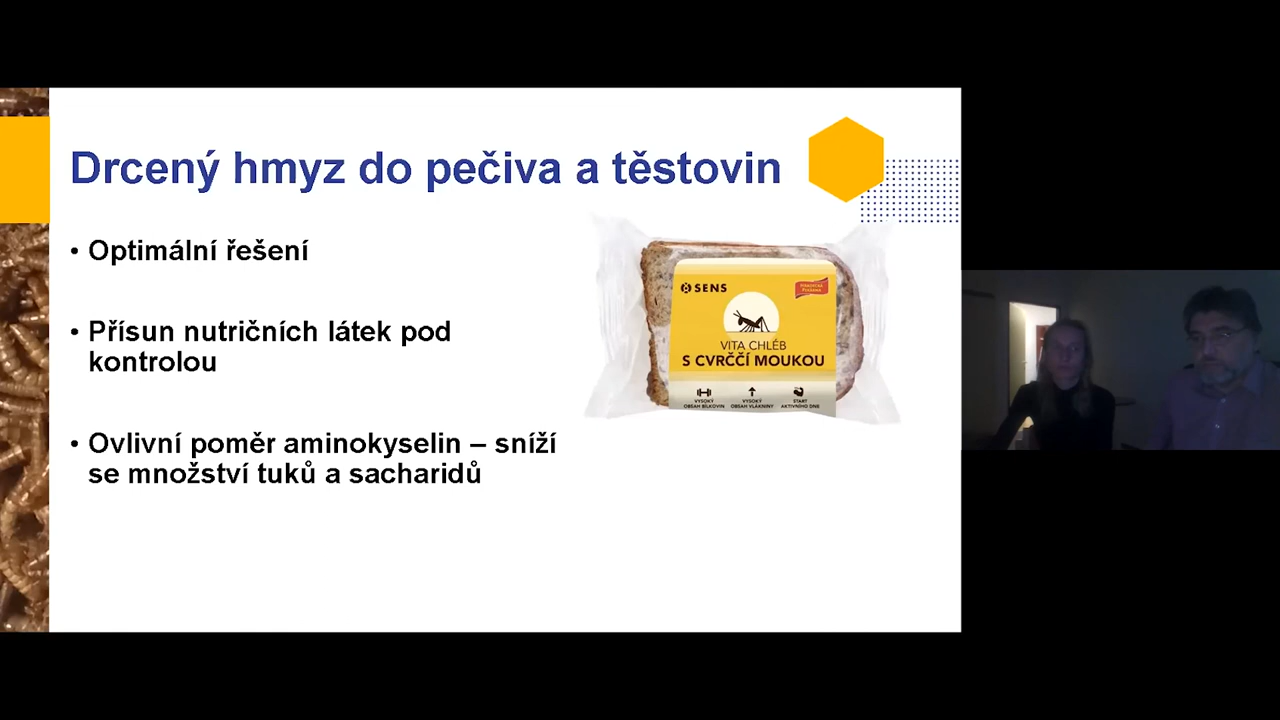 Drcený hmyz do pečiva a těstovin
• Optimální řešení
• Přísun nutričních látek pod
kontrolou
• Ovlivní poměr aminokyselin – sníží
se množství tuků a sacharidů
SENS
VITA CHLÉB
S CVRČČÍ MOUKOU
VYSOKÝ
OBSAH BÍLKOVIN
VYSOKÝ
OBSAH VLÁKNINY
START
AKTIVNÍHO DNE